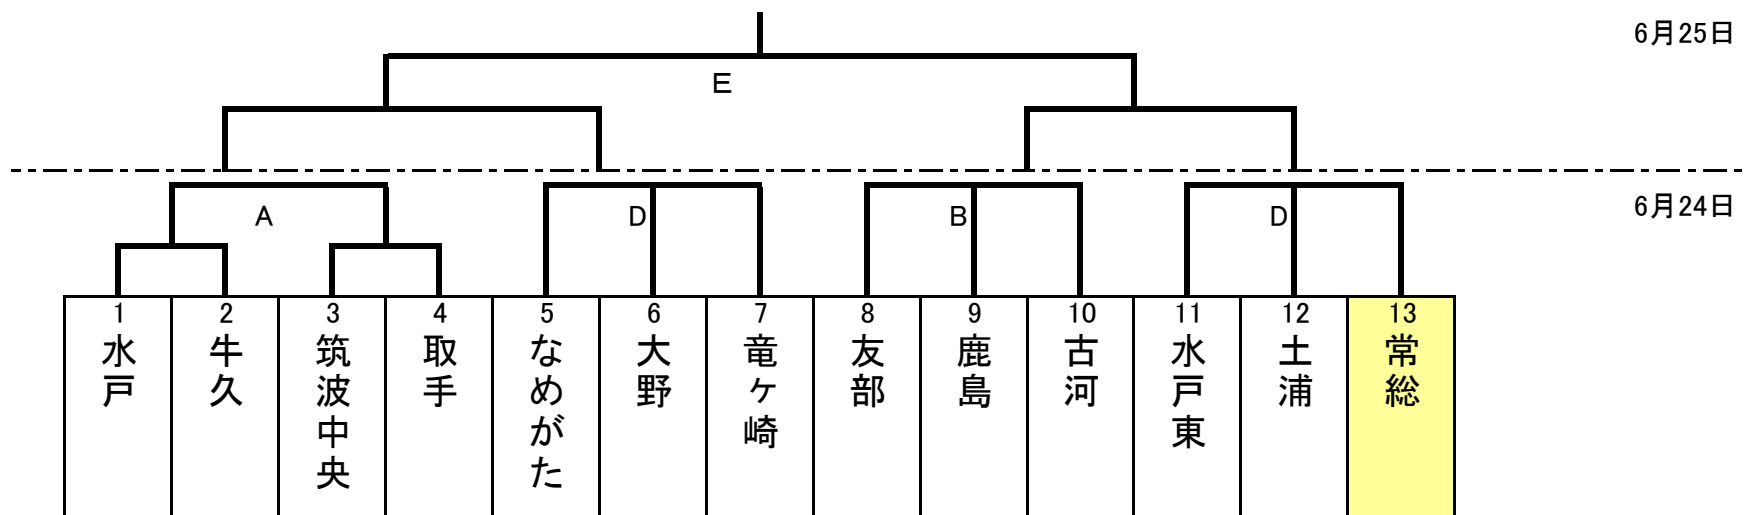 6月25日
E
6月24日
A
D
B
D
1
水戸
2
牛久
3
筑波中央
4
取手
5
なめがた
6
大野
7
竜ヶ崎
8
友部
9
鹿島
10
古河
11
水戸東
12
土浦
13
常総